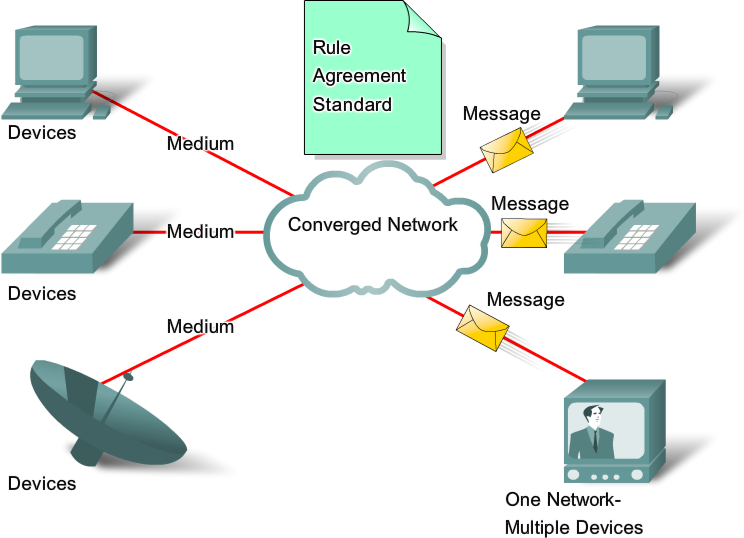 Rule
Agreement
Standard
Message
Devices
Medium
Message
Converged Network
Medium
Devices
Message
Medium
Devices
One Network-
Multiple Devices